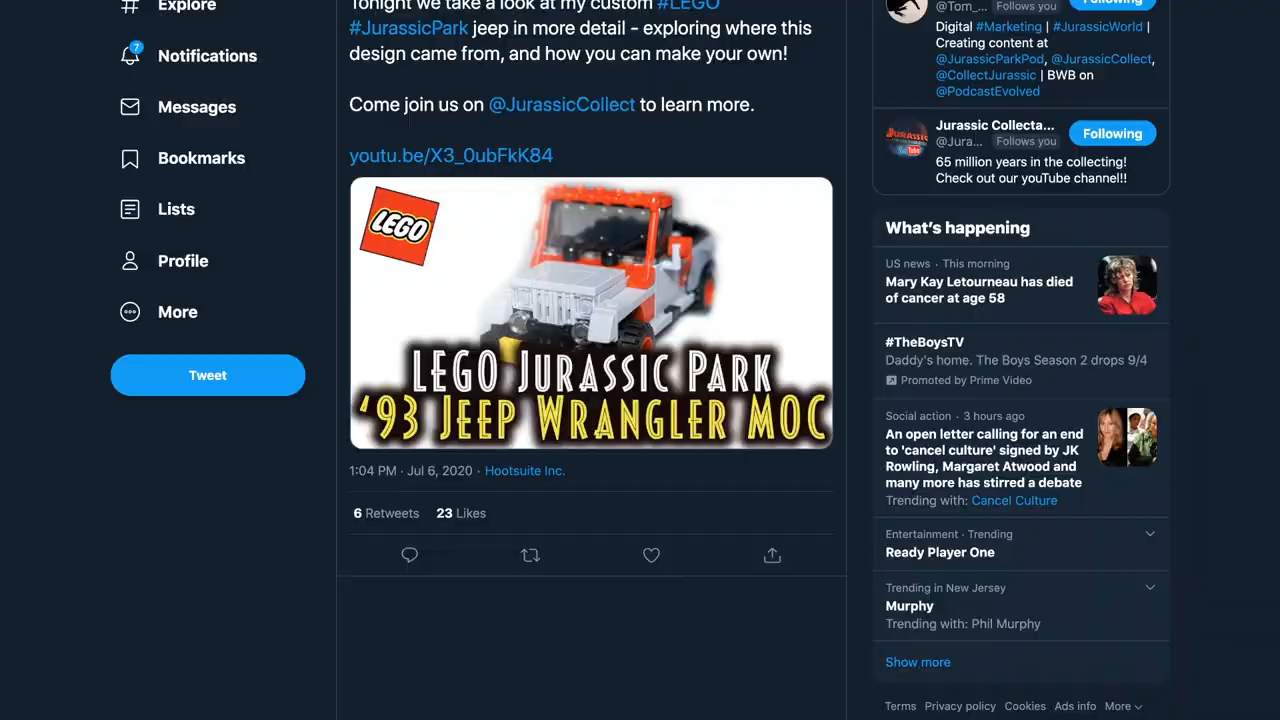 Explore
7
Notifications
Messages
Bookmarks
Lists
Profile
More
Tweet
Tonight we take a look at my custom #LEGO
#JurassicPark jeep in more detail - exploring where this
design came from, and how you can make your own!
Come join us on @JurassicCollect to learn more.
youtu.be/X3_0ubFkK84
LEGO
LEGO JURASSIC PARK
'93 JEEP WRANGLER MOC
1:04 PM · Jul 6, 2020 · Hootsuite Inc.
6 Retweets 23 Likes
@Tom_... Follows you
Following
Digital #Marketing | #JurassicWorld |
Creating content at
@JurassicParkPod, @JurassicCollect,
@CollectJurassic | BWB on
@PodcastEvolved
Jurassic Collecta...
@Jura... Follows you
Following
65 million years in the collecting!
Check out our youTube channel!!
What's happening
US news · This morning
Mary Kay Letourneau has died
of cancer at age 58
#TheBoysTV
Daddy's home. The Boys Season 2 drops 9/4
Promoted by Prime Video
Social action · 3 hours ago
An open letter calling for an end
to 'cancel culture' signed by JK
Rowling, Margaret Atwood and
many more has stirred a debate
Trending with: Cancel Culture
Entertainment · Trending
Ready Player One
Trending in New Jersey
Murphy
Trending with: Phil Murphy
Show more
Terms Privacy policy Cookies Ads info More